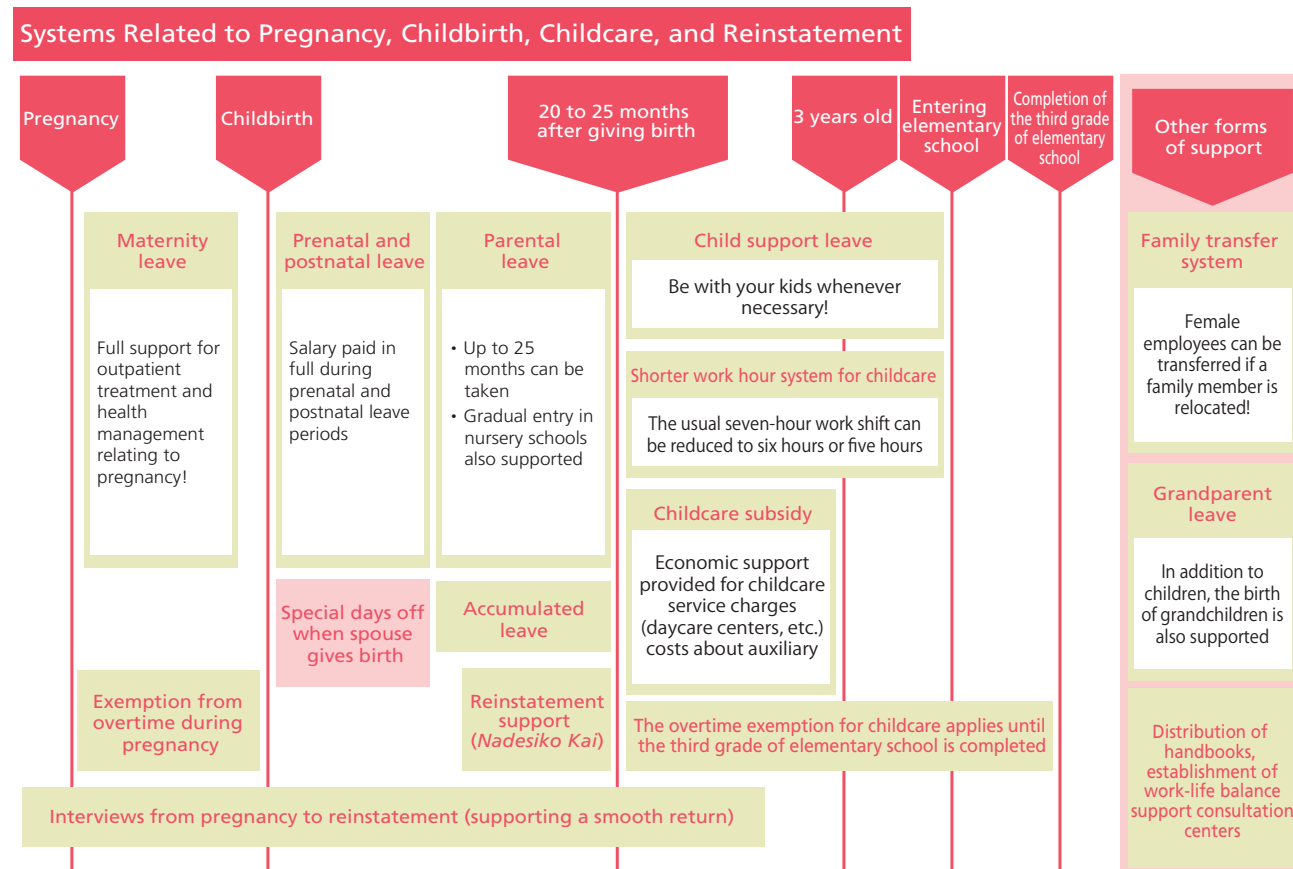 Systems Related to Pregnancy, Childbirth, Childcare, and Reinstatement
Pregnancy
Childbirth
20 to 25 months
after giving birth
3 years old
Entering
elementary
school
Completion of
the third grade
of elementary
school
Other forms
of support
Maternity
leave
Full support for
outpatient
treatment and
health
management
relating to
pregnancy!
Prenatal and
postnatal leave
Salary paid in
full during
prenatal and
postnatal leave
periods
Parental
leave
• Up to 25
months can be
taken
• Gradual entry in
nursery schools
also supported
Child support leave
Be with your kids whenever
necessary!
Shorter work hour system for childcare
The usual seven-hour work shift can
be reduced to six hours or five hours
Childcare subsidy
Economic support
provided for childcare
service charges
(daycare centers, etc.)
costs about auxiliary
Special days off
when spouse
gives birth
Accumulated
leave
Exemption from
overtime during
pregnancy
Reinstatement
support
(Nadesiko Kai)
The overtime exemption for childcare applies until
the third grade of elementary school is completed
Interviews from pregnancy to reinstatement (supporting a smooth return)
Family transfer
system
Female
employees can be
transferred if a
family member is
relocated!
Grandparent
leave
In addition to
children, the birth
of grandchildren is
also supported
Distribution of
handbooks,
establishment of
work-life balance
support consultation
centers